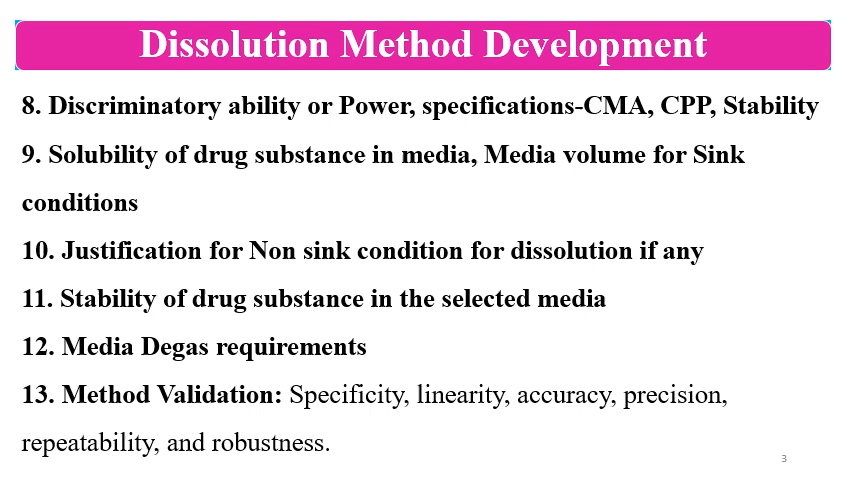 Dissolution Method Development
8. Discriminatory ability or Power, specifications-CMA, CPP, Stability
9. Solubility of drug substance in media, Media volume for Sink
conditions
10. Justification for Non sink condition for dissolution if any
11. Stability of drug substance in the selected media
12. Media Degas requirements
13. Method Validation: Specificity, linearity, accuracy, precision,
repeatability, and robustness.
3